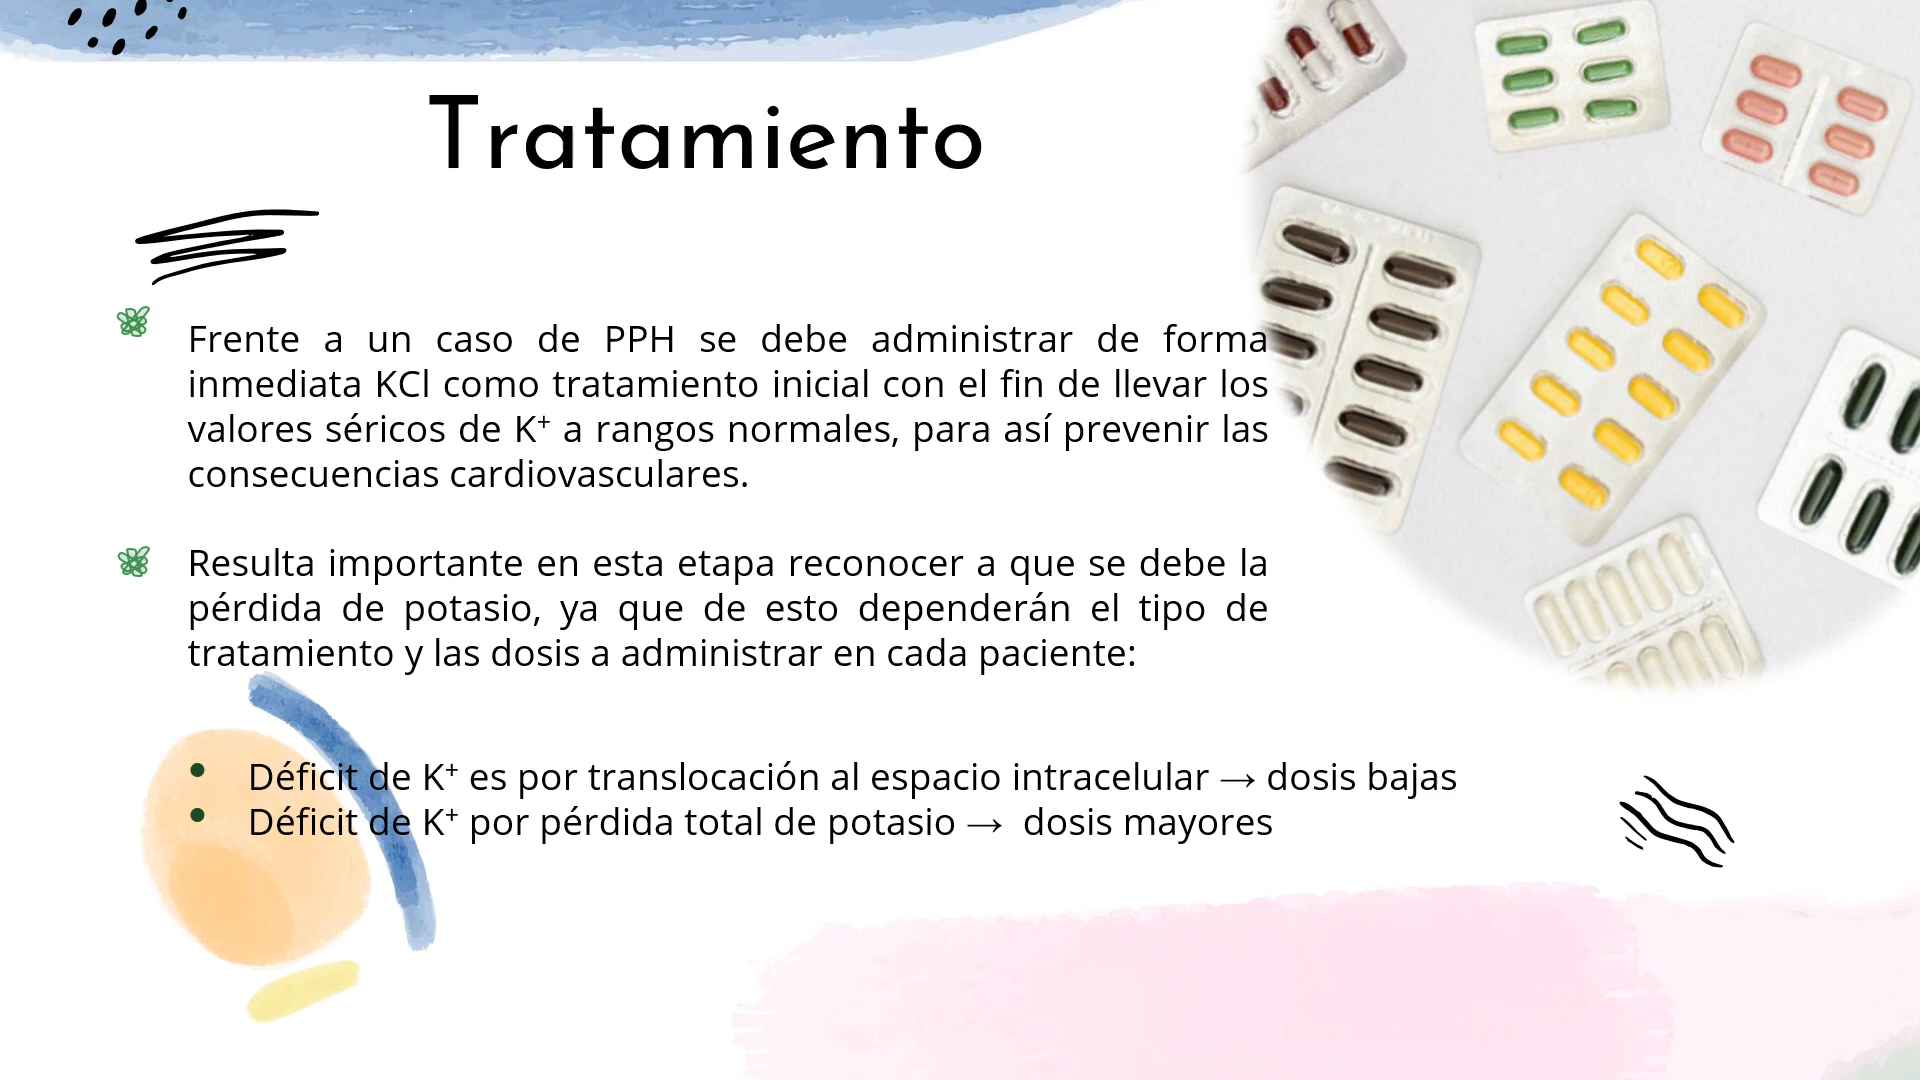 Tratamiento
Frente a un caso de PPH se debe administrar de forma
inmediata KCl como tratamiento inicial con el fin de llevar los
valores séricos de K⁺ a rangos normales, para así prevenir las
consecuencias cardiovasculares.
Resulta importante en esta etapa reconocer a que se debe la
pérdida de potasio, ya que de esto dependerán el tipo de
tratamiento y las dosis a administrar en cada paciente:
• Déficit de K⁺ es por translocación al espacio intracelular → dosis bajas
• Déficit de K⁺ por pérdida total de potasio → dosis mayores